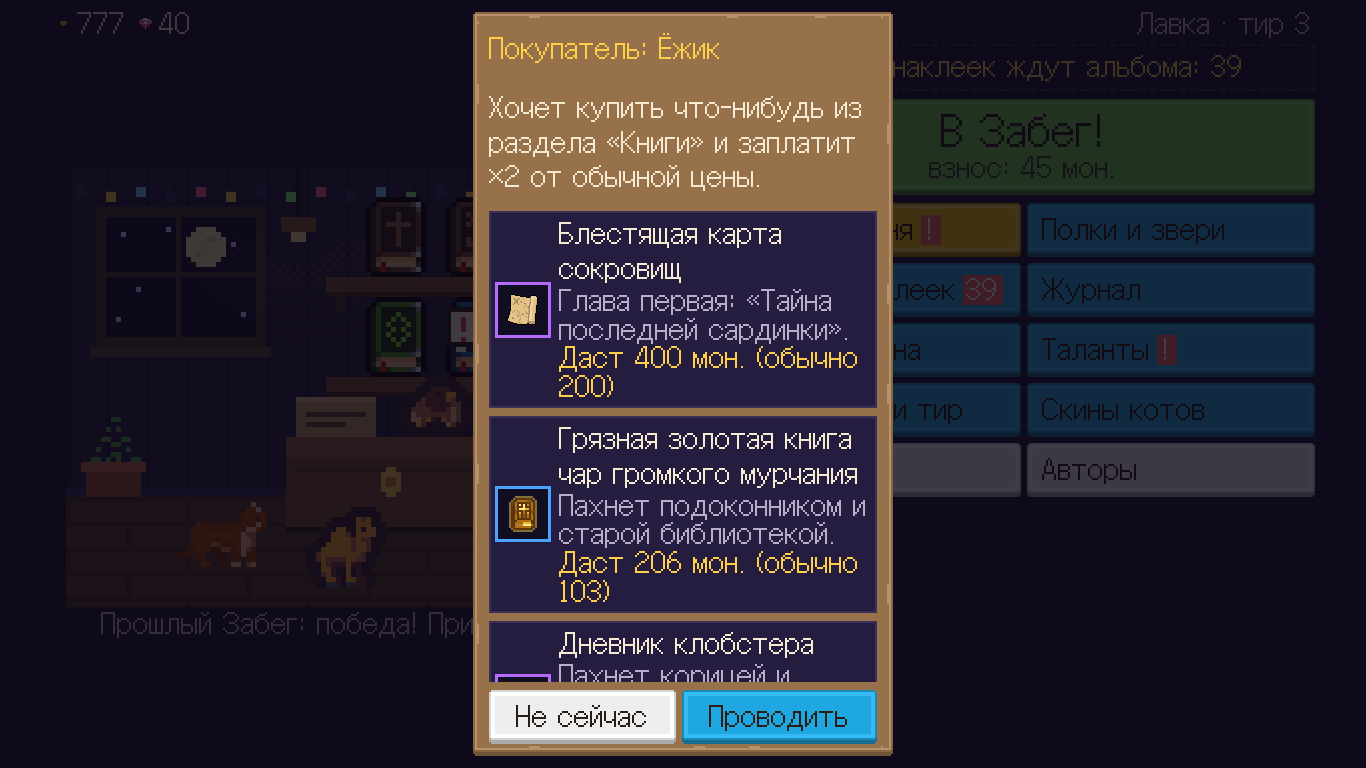 777 40
Лавка · тир 3
Покупатель: Ёжик
наклеек ждут альбома: 39
Хочет купить что-нибудь из
раздела «Книги» и заплатит
×2 от обычной цены.
В Забег!
взнос: 45 мон.
Блестящая карта
сокровищ
Глава первая: «Тайна
последней сардинки».
Даст 400 мон. (обычно
200)
!
Полки и звери
39
Журнал
Таланты !
и тир
Скины котов
Авторы
Грязная золотая книга
чар громкого мурчания
Пахнет подоконником и
старой библиотекой.
Даст 206 мон. (обычно
103)
Дневник клобстера
Пахнет корицей и
Прошлый Забег: победа!
Не сейчас
Проводить